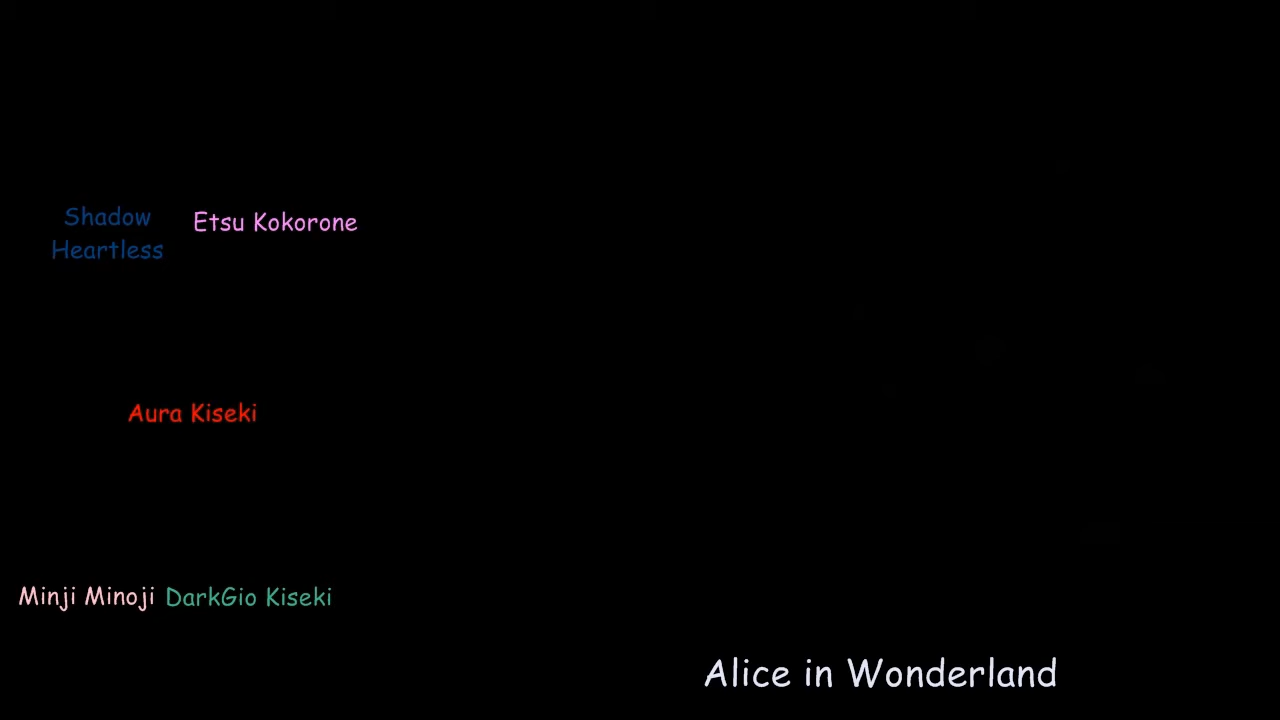 Shadow
Heartless
Etsu Kokorone
Aura Kiseki
Minji Minoji
DarkGio Kiseki
Alice in Wonderland